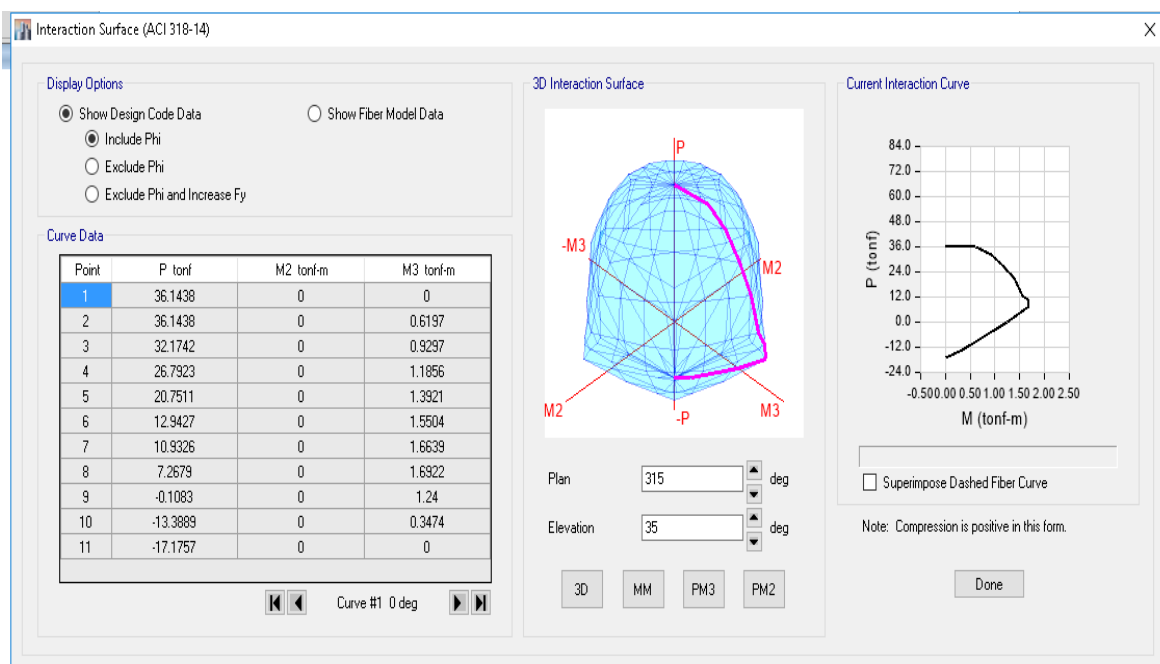 Interaction Surface (ACI 318-14) X
Display Options
Show Design Code Data Show Fiber Model Data
Include Phi
Exclude Phi
Exclude Phi and Increase Fy
Curve Data
Point P tonf M2 tonf-m M3 tonf-m
1 36.1438 0 0
2 36.1438 0 0.6197
3 32.1742 0 0.9297
4 26.7923 0 1.1856
5 20.7511 0 1.3921
6 12.9427 0 1.5504
7 10.9326 0 1.6639
8 7.2679 0 1.6922
9 -0.1083 0 1.24
10 -13.3889 0 0.3474
11 -17.1757 0 0
Curve #1 0 deg
3D Interaction Surface
P
-M3
M2
M2
-P
M3
Plan 315 deg
Elevation 35 deg
3D MM PM3 PM2
Current Interaction Curve
84.0
72.0
60.0
48.0
36.0
24.0
12.0
0.0
-12.0
-24.0
P (tonf)
-0.500.00 0.50 1.00 1.50 2.00 2.50
M (tonf-m)
Superimpose Dashed Fiber Curve
Note: Compression is positive in this form.
Done